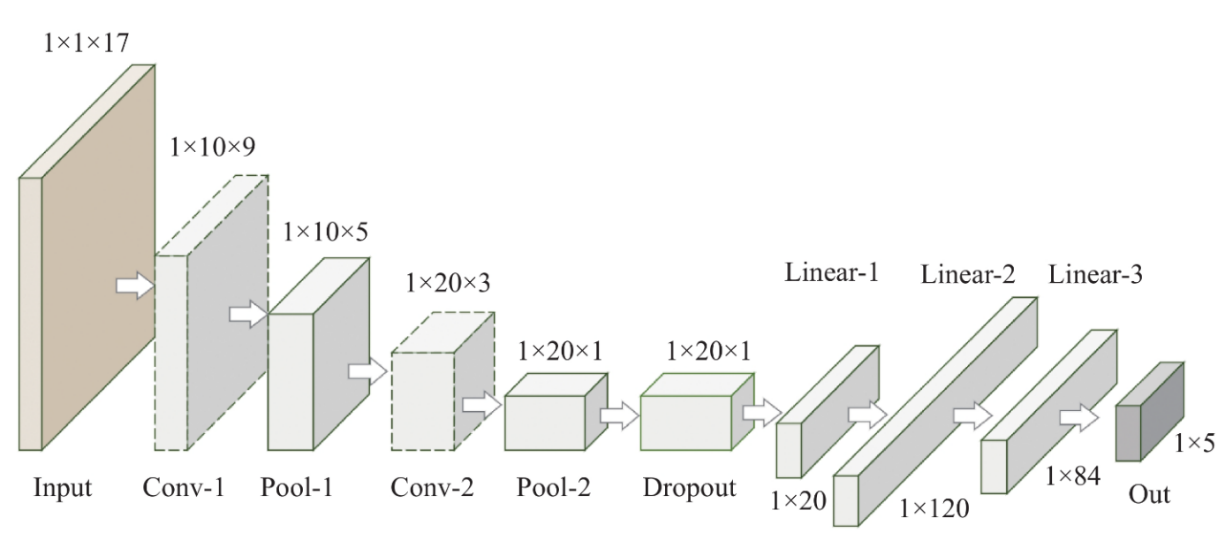 1×1×17
1×10×9
1×10×5
1×20×3
1×20×1
1×20×1
Linear-1
Linear-2
Linear-3
1×20
1×120
1×84
1×5
Input
Conv-1
Pool-1
Conv-2
Pool-2
Dropout
Out